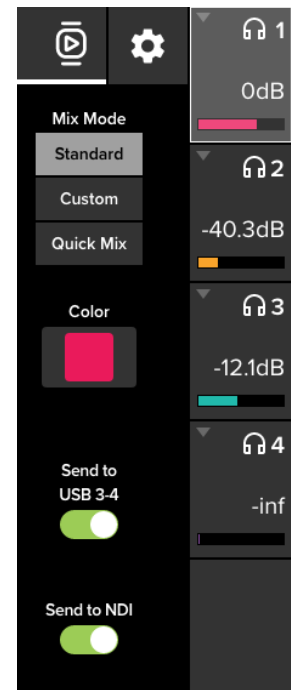 Mix Mode
Standard
Custom
Quick Mix
Color
Send to
USB 3-4
Send to NDI
1
0dB
2
-40.3dB
3
-12.1dB
4
-inf